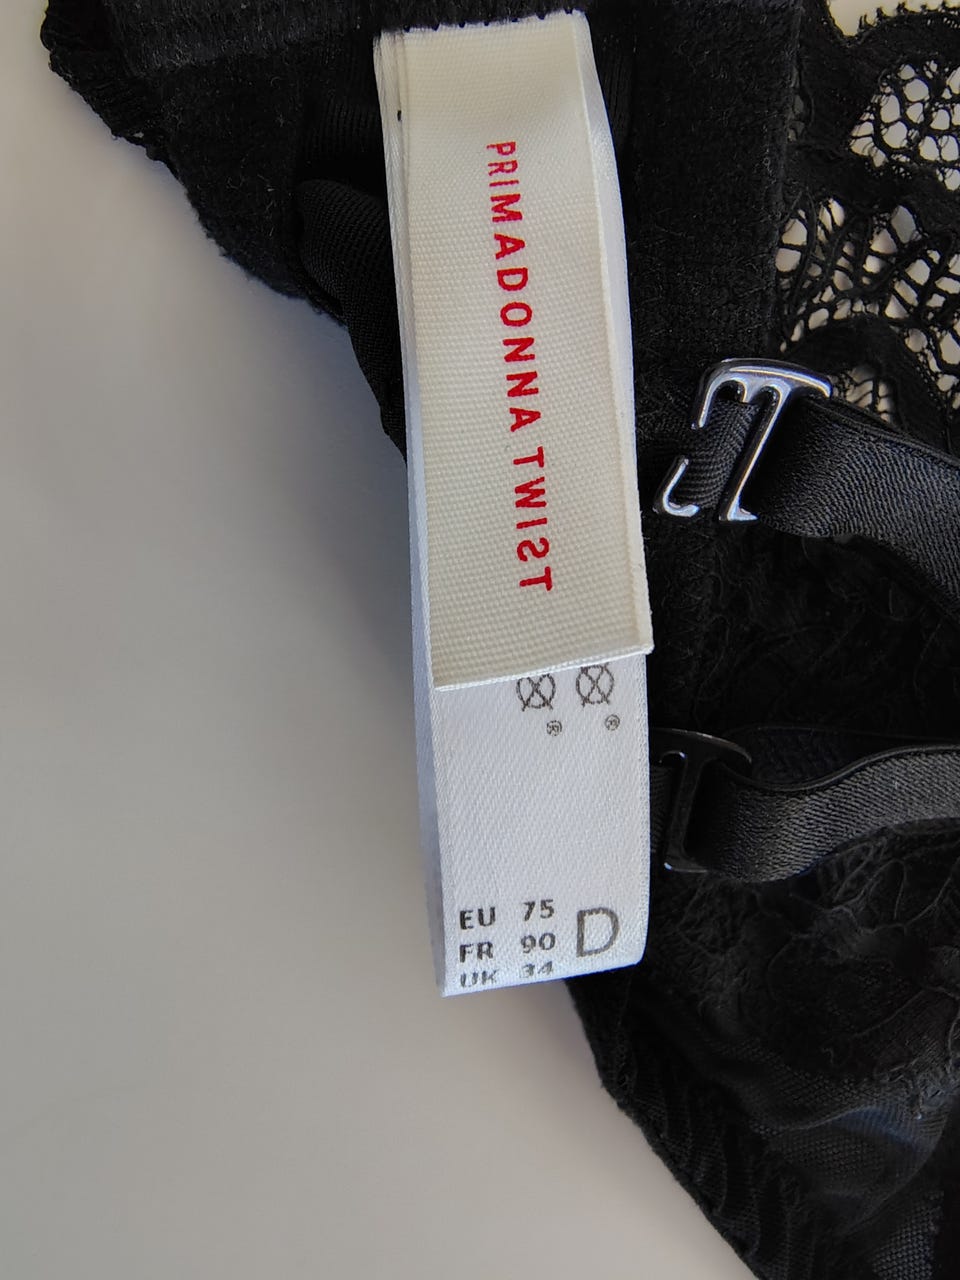 PRIMADONNA TWIST
EU 75
FR 90 D
UK 34